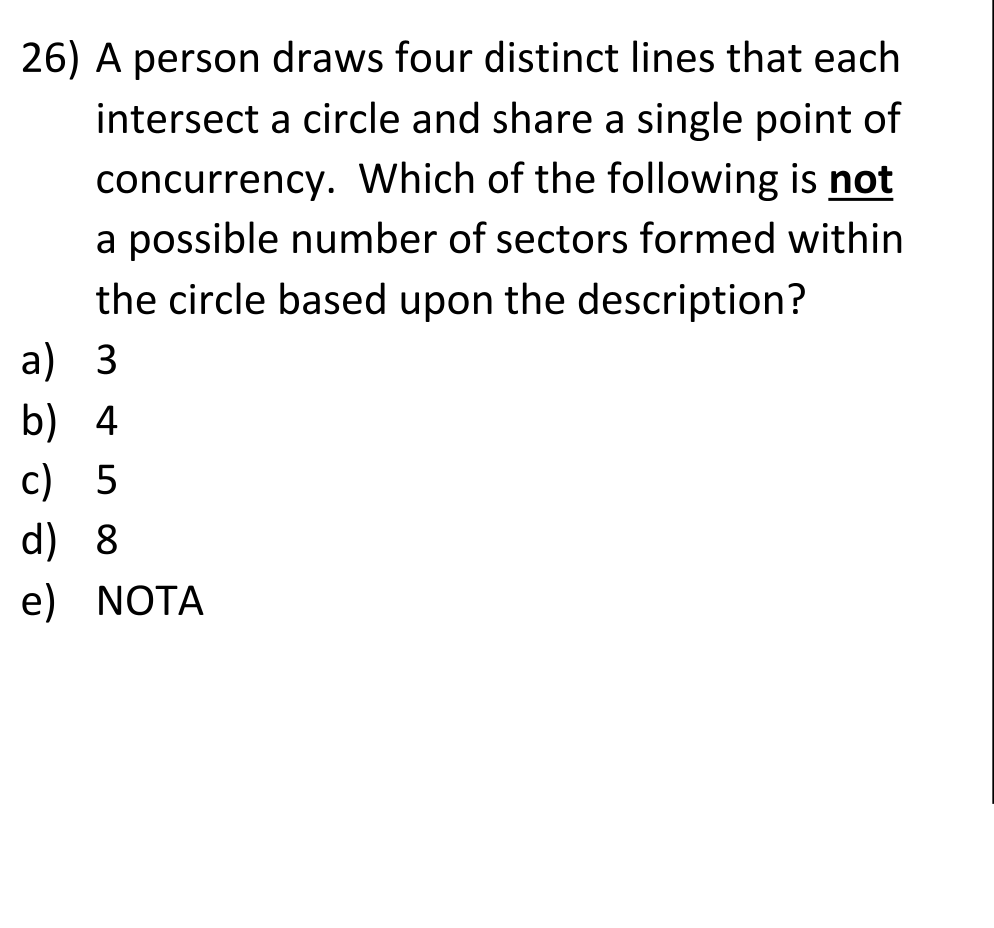 26) A person draws four distinct lines that each
intersect a circle and share a single point of
concurrency.  Which of the following is not
a possible number of sectors formed within
the circle based upon the description?
a) 3
b) 4
c) 5
d) 8
e) NOTA